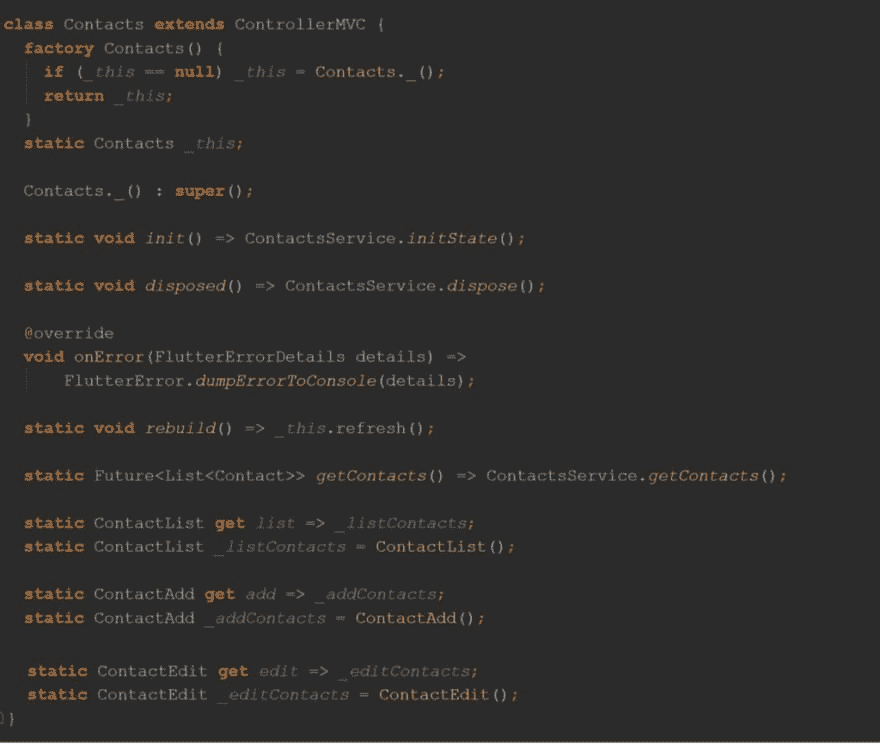 class Contacts extends ControllerMVC {
factory Contacts() {
if (_this == null) _this = Contacts._();
return _this;
}
static Contacts _this;
Contacts._() : super();
static void init() => ContactsService.initState();
static void disposed() => ContactsService.dispose();
@override
void onError(FlutterErrorDetails details) =>
FlutterError.dumpErrorToConsole(details);
static void rebuild() => _this.refresh();
static Future<List<Contact>> getContacts() => ContactsService.getContacts();
static ContactList get list => _listContacts;
static ContactList _listContacts = ContactList();
static ContactAdd get add => _addContacts;
static ContactAdd _addContacts = ContactAdd();
static ContactEdit get edit => _editContacts;
static ContactEdit _editContacts = ContactEdit();
}